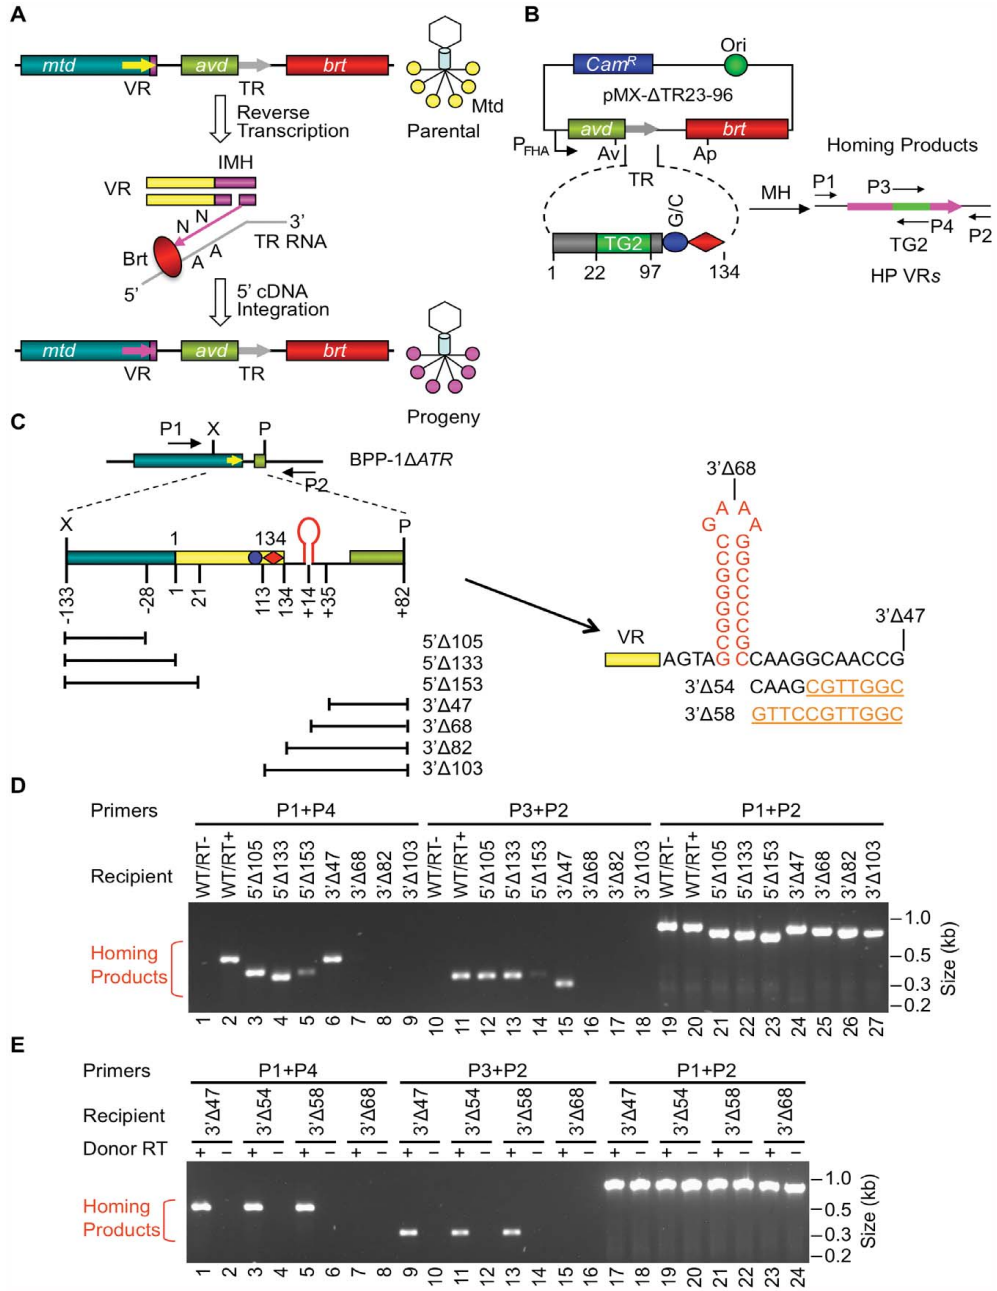 A
mtd
avd
brt
VR
TR
Mtd
Parental
Reverse
Transcription
IMH
VR
N N
3'
TR RNA
Brt
A A
5'
5' cDNA
Integration
mtd
avd
brt
VR
TR
Progeny
B
Ori
CamR
pMX-ΔTR23-96
avd
brt
PFHA
Av
Ap
TR
G/C
TG2
1 22 97 134
MH
Homing Products
P1
P3
P4
P2
TG2
HP VRs
C
P1 X P
BPP-1ΔATR
P2
X P
1 134
-133 -28 1 21 113 134 +14 +35 +82
5'Δ105
5'Δ133
5'Δ153
3'Δ47
3'Δ68
3'Δ82
3'Δ103
3'Δ68
A A
G A
C G
C G
G C
G C
G C
G C
C G
3'Δ47
VR
AGTAGCCAAGGCAACCG
3'Δ54 CAAGCGTTGGC
3'Δ58 GTTCCGTTGGC
D
Primers P1+P4 P3+P2 P1+P2
Recipient WT/RT- WT/RT+ 5'Δ105 5'Δ133 5'Δ153 3'Δ47 3'Δ68 3'Δ82 3'Δ103 WT/RT- WT/RT+ 5'Δ105 5'Δ133 5'Δ153 3'Δ47 3'Δ68 3'Δ82 3'Δ103 WT/RT- WT/RT+ 5'Δ105 5'Δ133 5'Δ153 3'Δ47 3'Δ68 3'Δ82 3'Δ103
Homing
Products
1.0
0.5
0.3
0.2
Size (kb)
1 2 3 4 5 6 7 8 9 10 11 12 13 14 15 16 17 18 19 20 21 22 23 24 25 26 27
E
Primers P1+P4 P3+P2 P1+P2
Recipient 3'Δ47 3'Δ54 3'Δ58 3'Δ68 3'Δ47 3'Δ54 3'Δ58 3'Δ68 3'Δ47 3'Δ54 3'Δ58 3'Δ68
Donor RT + – + – + – + – + – + – + – + – + – + – + – + –
Homing
Products
1.0
0.5
0.3
0.2
Size (kb)
1 2 3 4 5 6 7 8 9 10 11 12 13 14 15 16 17 18 19 20 21 22 23 24